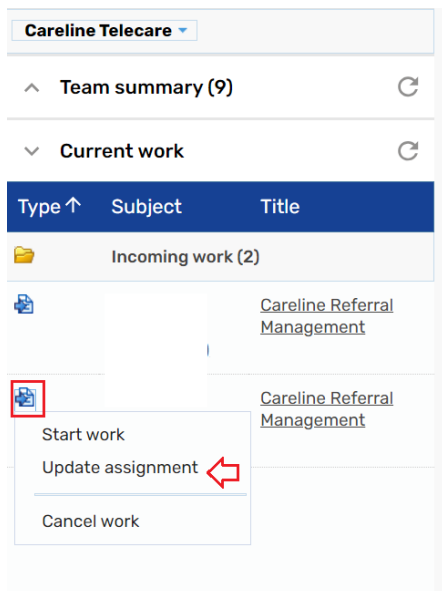 Careline Telecare
Team summary (9)
Current work
Type Subject Title
Incoming work (2)
Careline Referral
Management
Careline Referral
Management
Start work
Update assignment
Cancel work